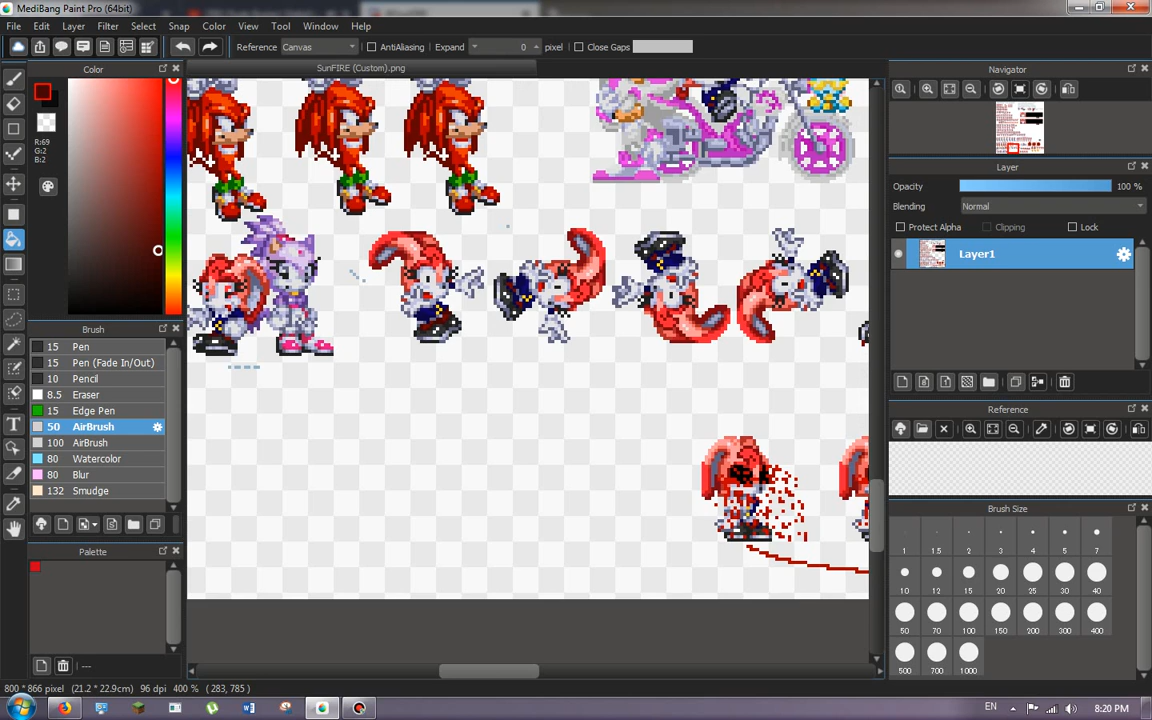 MediBang Paint Pro (64bit)
File Edit Layer Filter Select Snap Color View Tool Window Help
Reference Canvas AntiAliasing Expand 0 pixel Close Gaps
Color
R:69
G:2
B:2
Brush
15 Pen
15 Pen (Fade In/Out)
10 Pencil
8.5 Eraser
15 Edge Pen
50 AirBrush
100 AirBrush
80 Watercolor
80 Blur
132 Smudge
Palette
---
SunFIRE (Custom).png
Navigator
Layer
Opacity 100 %
Blending Normal
Protect Alpha Clipping Lock
Layer1
Reference
Brush Size
1 1.5 2 3 4 5 7
10 12 15 20 25 30 40
50 70 100 150 200 300 400
500 700 1000
800 * 866 pixel (21.2 * 22.9cm) 96 dpi 400 % ( 283, 785 )
EN 8:20 PM